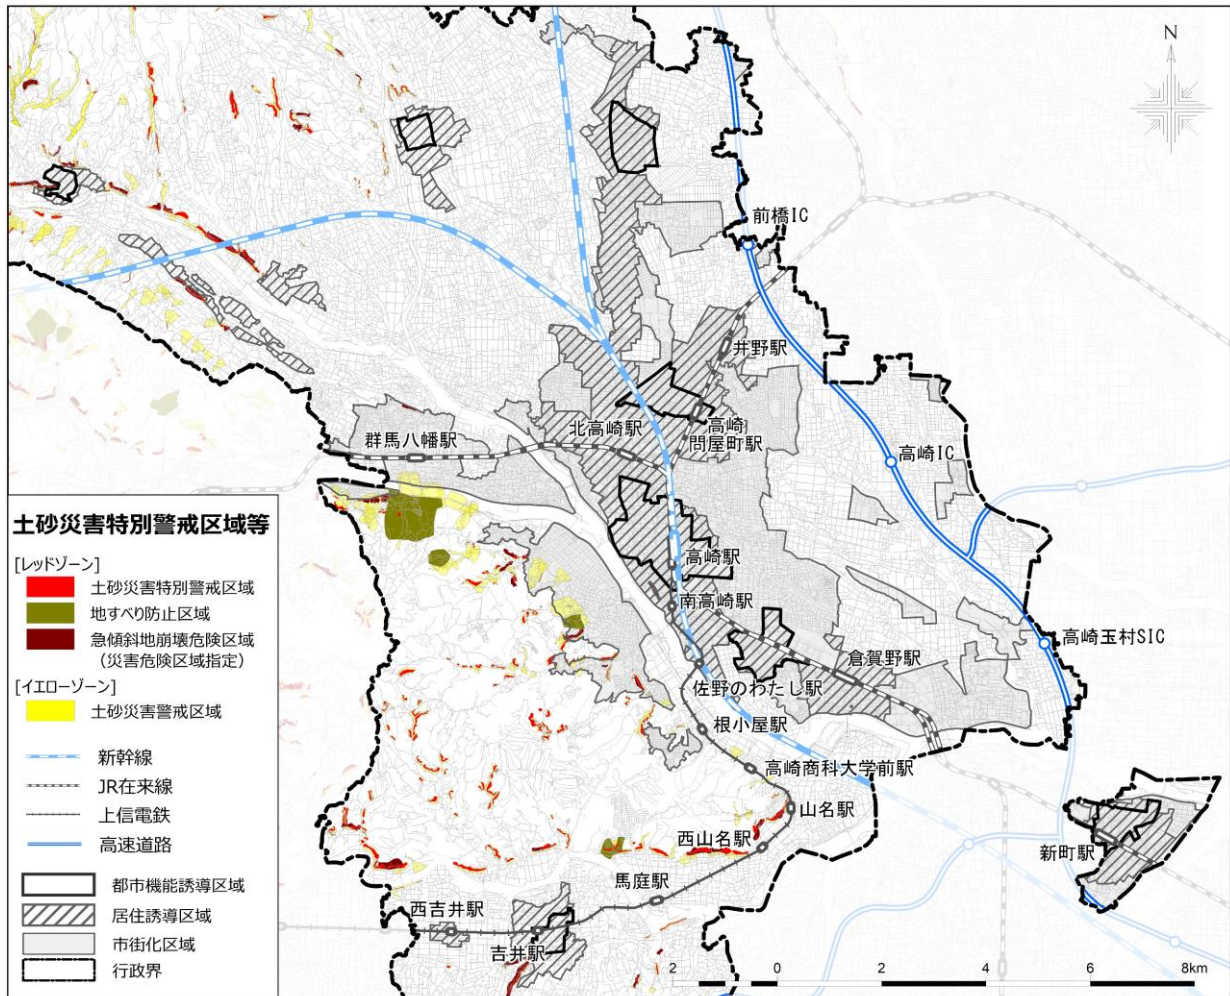 N
前橋IC
井野駅
北高崎駅
高崎
問屋町駅
群馬八幡駅
高崎IC
高崎駅
南高崎駅
高崎玉村SIC
倉賀野駅
佐野のわたし駅
根小屋駅
高崎商科大学前駅
山名駅
西山名駅
新町駅
馬庭駅
西吉井駅
吉井駅
土砂災害特別警戒区域等
[レッドゾーン]
土砂災害特別警戒区域
地すべり防止区域
急傾斜地崩壊危険区域
(災害危険区域指定)
[イエローゾーン]
土砂災害警戒区域
新幹線
JR在来線
上信電鉄
高速道路
都市機能誘導区域
居住誘導区域
市街化区域
行政界
2 0 2 4 6 8km